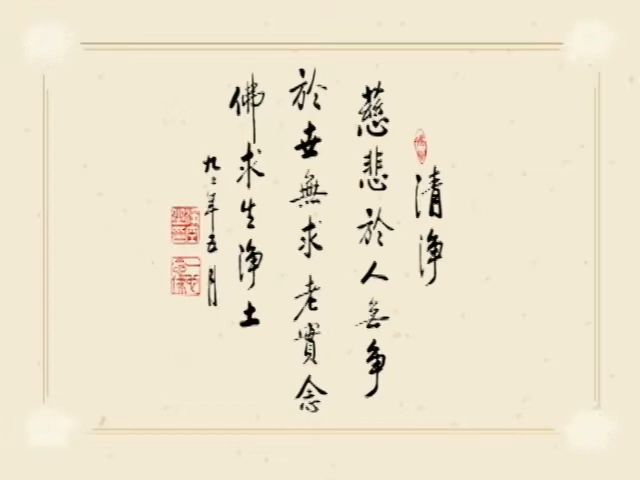 清淨
慈悲於人無争
於世無求老實念
佛求生淨土
九二年五月